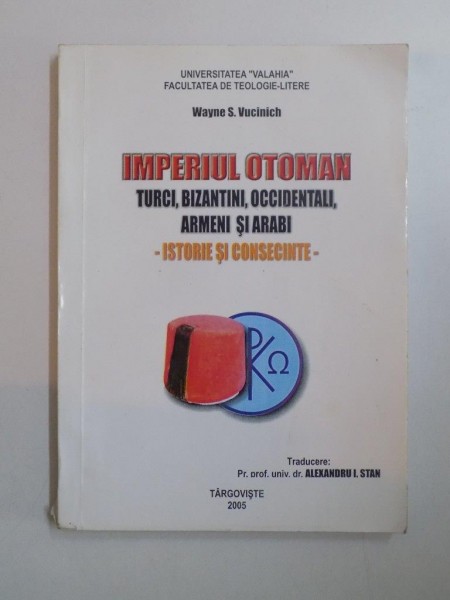 UNIVERSITATEA "VALAHIA"
FACULTATEA DE TEOLOGIE-LITERE
Wayne S. Vucinich
IMPERIUL OTOMAN
TURCI, BIZANTINI, OCCIDENTALI,
ARMENI ȘI ARABI
- ISTORIE ȘI CONSECINTE -
Ω
Traducere:
Pr. prof. univ. dr. ALEXANDRU I. STAN
TÂRGOVIȘTE
2005